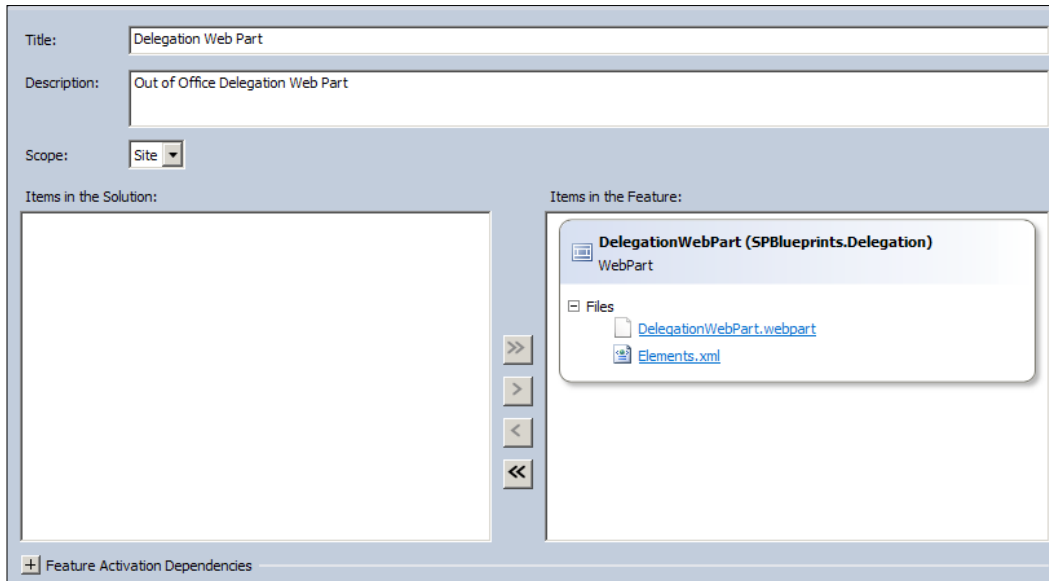 Title:
Delegation Web Part
Description:
Out of Office Delegation Web Part
Scope:
Site
Items in the Solution:
Items in the Feature:
DelegationWebPart (SPBlueprints.Delegation)
WebPart
Files
DelegationWebPart.webpart
Elements.xml
>>
>
<
<<
Feature Activation Dependencies